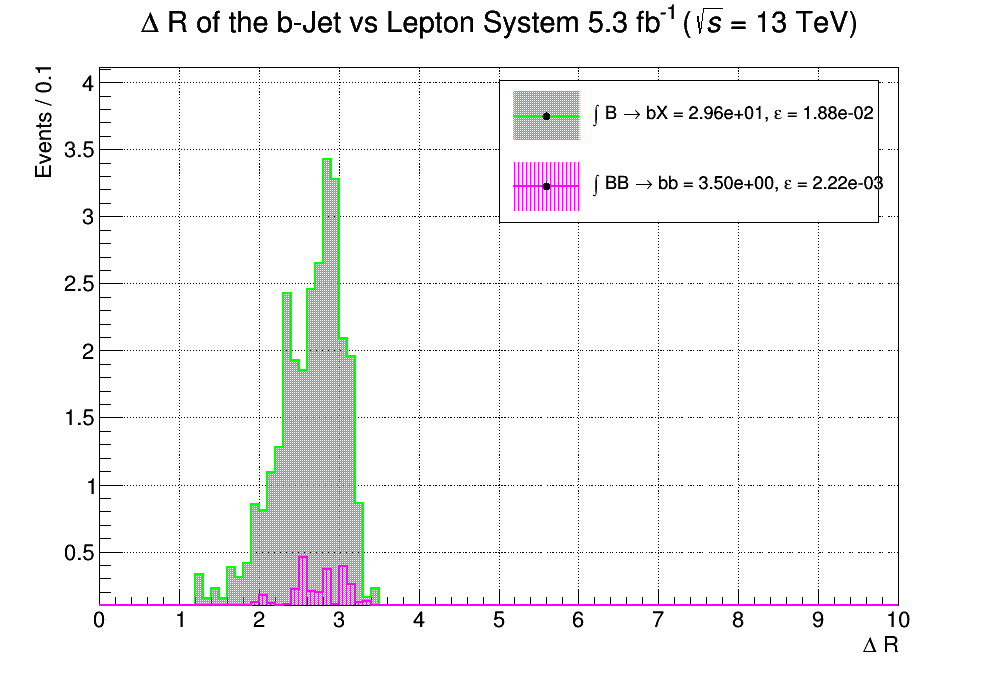 Δ R of the b-Jet vs Lepton System 5.3 fb⁻¹ (√s = 13 TeV)
Events / 0.1
4
3.5
3
2.5
2
1.5
1
0.5
∫ B → bX = 2.96e+01, ε = 1.88e-02
∫ BB → bb = 3.50e+00, ε = 2.22e-03
0 1 2 3 4 5 6 7 8 9 10
Δ R